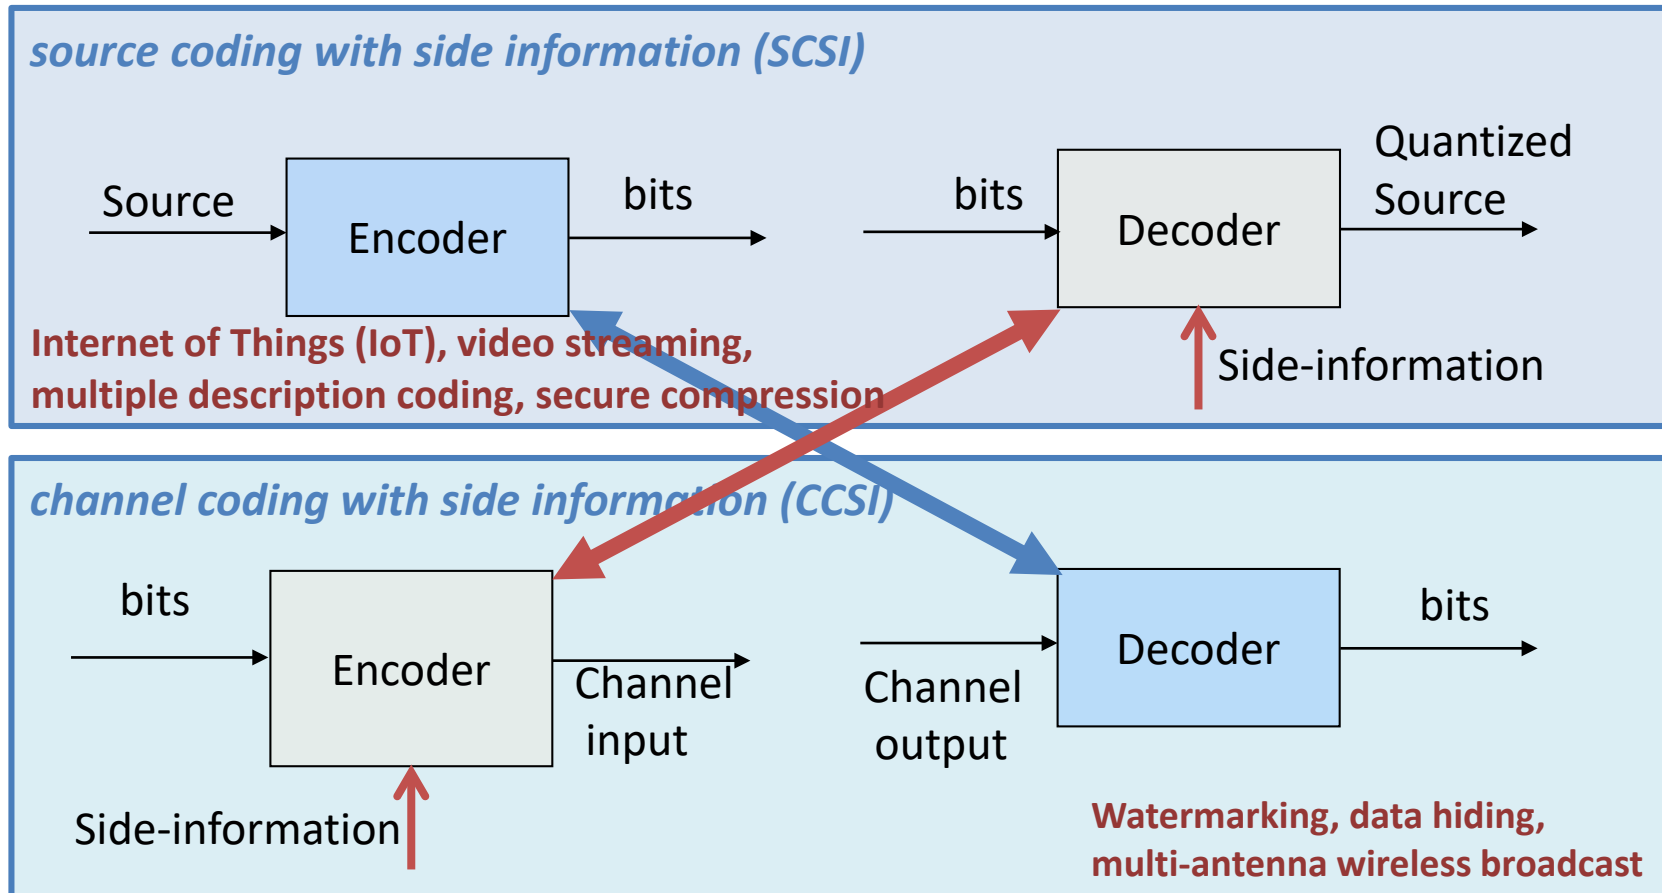 source coding with side information (SCSI)
Source
Encoder
bits
bits
Decoder
Quantized
Source
Internet of Things (IoT), video streaming,
multiple description coding, secure compression
Side-information
channel coding with side information (CCSI)
bits
Encoder
Channel
input
Side-information
Channel
output
Decoder
bits
Watermarking, data hiding,
multi-antenna wireless broadcast